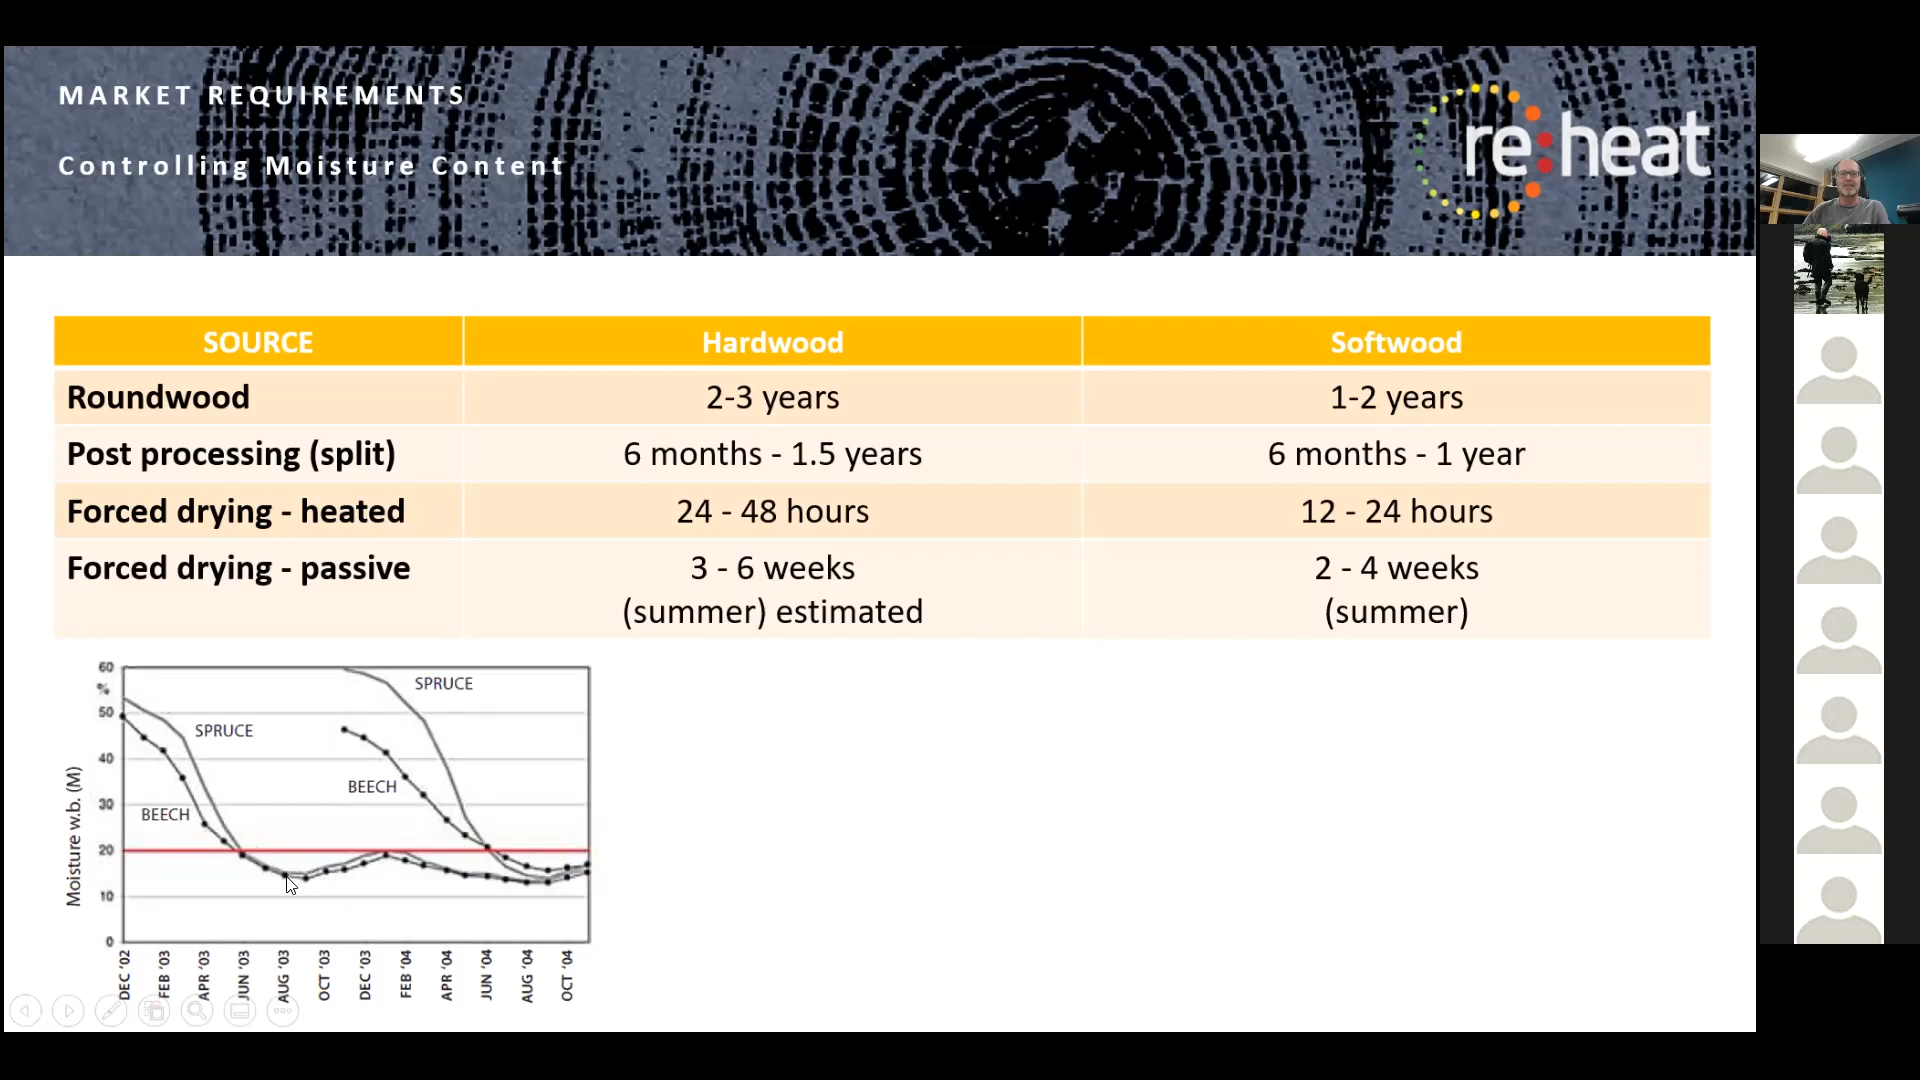 MARKET REQUIREMENTS
Controlling Moisture Content
re:heat
SOURCE Hardwood Softwood
Roundwood 2-3 years 1-2 years
Post processing (split) 6 months - 1.5 years 6 months - 1 year
Forced drying - heated 24 - 48 hours 12 - 24 hours
Forced drying - passive 3 - 6 weeks 2 - 4 weeks
(summer) estimated (summer)
60
%
50
40
30
20
10
0
Moisture w.b. (M)
SPRUCE
SPRUCE
BEECH
BEECH
DEC '02
FEB '03
APR '03
JUN '03
AUG '03
OCT '03
DEC '03
FEB '04
APR '04
JUN '04
AUG '04
OCT '04